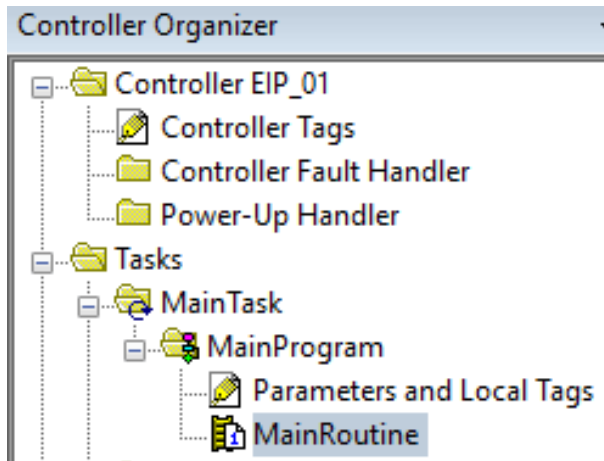 Controller Organizer
Controller EIP_01
Controller Tags
Controller Fault Handler
Power-Up Handler
Tasks
MainTask
MainProgram
Parameters and Local Tags
MainRoutine